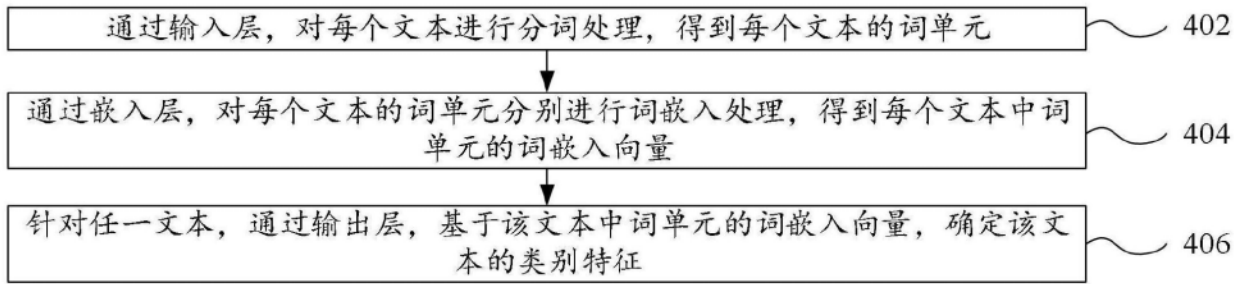 通过输入层，对每个文本进行分词处理，得到每个文本的词单元
402
通过嵌入层，对每个文本的词单元分别进行词嵌入处理，得到每个文本中词
单元的词嵌入向量
404
针对任一文本，通过输出层，基于该文本中词单元的词嵌入向量，确定该文
本的类别特征
406